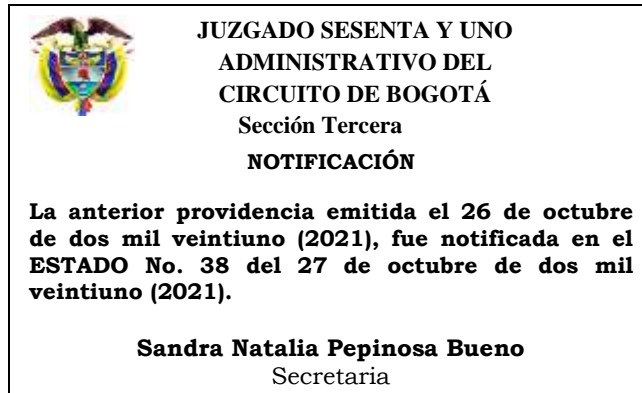 JUZGADO SESENTA Y UNO
ADMINISTRATIVO DEL
CIRCUITO DE BOGOTÁ
Sección Tercera
NOTIFICACIÓN
La anterior providencia emitida el 26 de octubre
de dos mil veintiuno (2021), fue notificada en el
ESTADO No. 38 del 27 de octubre de dos mil
veintiuno (2021).
Sandra Natalia Pepinosa Bueno
Secretaria